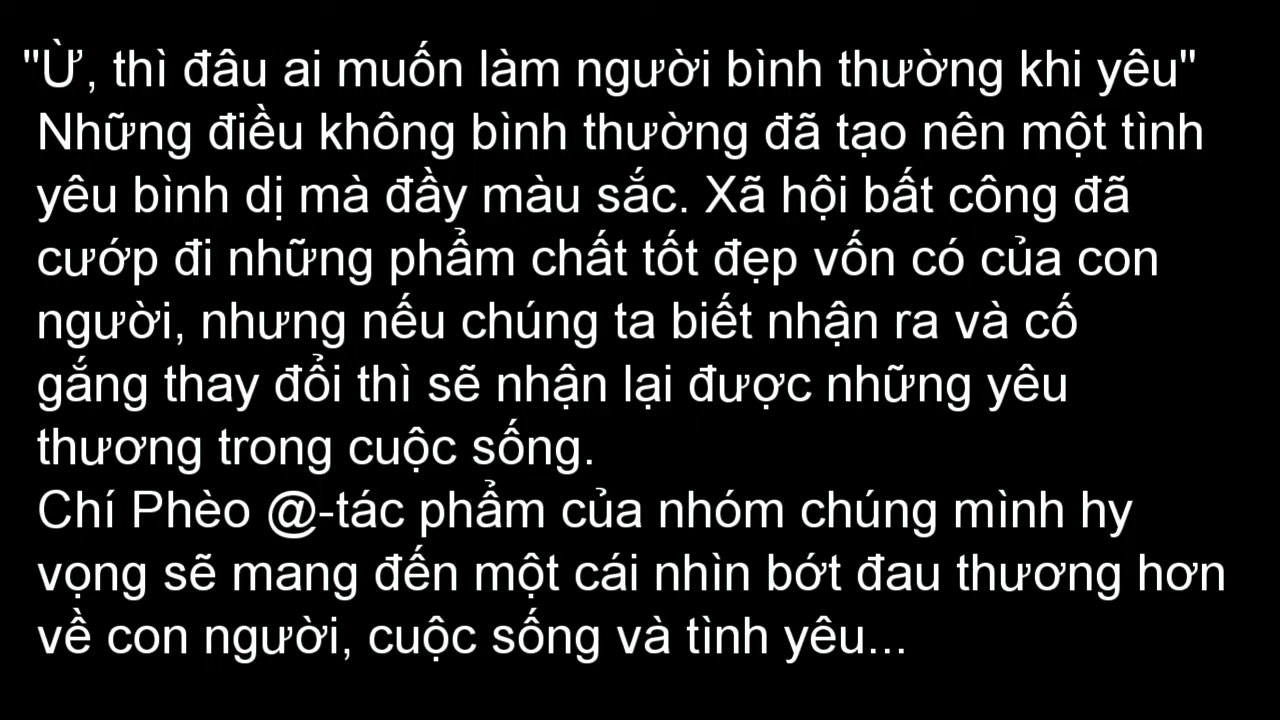 "Ừ, thì đâu ai muốn làm người bình thường khi yêu"
Những điều không bình thường đã tạo nên một tình
yêu bình dị mà đầy màu sắc. Xã hội bất công đã
cướp đi những phẩm chất tốt đẹp vốn có của con
người, nhưng nếu chúng ta biết nhận ra và cố
gắng thay đổi thì sẽ nhận lại được những yêu
thương trong cuộc sống.
Chí Phèo @-tác phẩm của nhóm chúng mình hy
vọng sẽ mang đến một cái nhìn bớt đau thương hơn
về con người, cuộc sống và tình yêu...